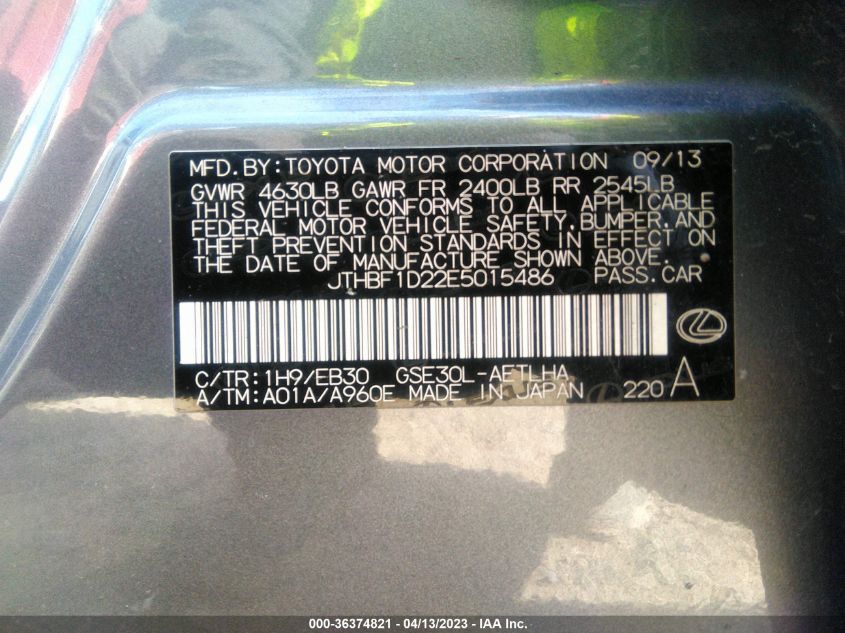 MFD.BY:TOYOTA MOTOR CORPORATION 09/13
GVWR 4630LB GAWR FR 2400LB RR 2545LB
THIS VEHICLE CONFORMS TO ALL APPLICABLE
FEDERAL MOTOR VEHICLE SAFETY, BUMPER, AND
THEFT PREVENTION STANDARDS IN EFFECT ON
THE DATE OF MANUFACTURE SHOWN ABOVE.
JTHBF1D22E5015486 PASS.CAR
C/TR:1H9/EB30 GSE30L-AETLHA
A/TM:A01A/A960E MADE IN JAPAN 220 A
000-36374821 - 04/13/2023 - IAA Inc.